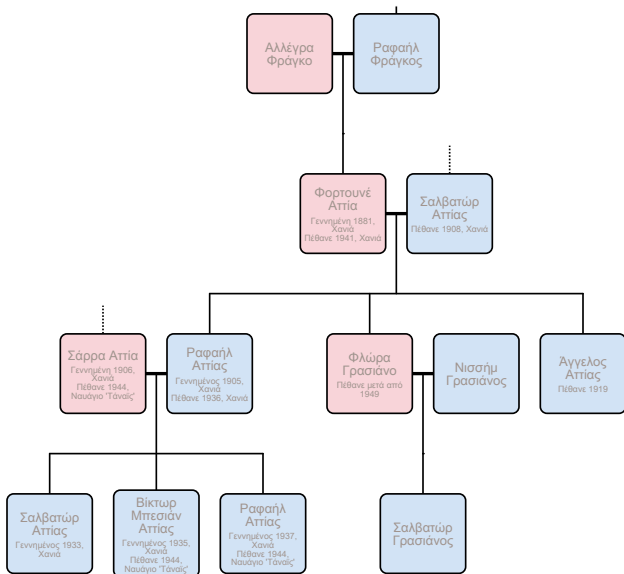 Αλλέγρα
Φράγκο
Ραφαήλ
Φράγκος
Φορτουνέ
Αττία
Γεννημένη 1881,
Χανιά
Πέθανε 1941, Χανιά
Σαλβατώρ
Αττίας
Πέθανε 1908, Χανιά
Σάρρα Αττία
Γεννημένη 1906,
Χανιά
Πέθανε 1944,
Ναυάγιο 'Τάναϊς'
Ραφαήλ
Αττίας
Γεννημένος 1905,
Χανιά
Πέθανε 1936, Χανιά
Φλώρα
Γρασιάνο
Πέθανε μετά από
1949
Νισσήμ
Γρασιάνος
Άγγελος
Αττίας
Πέθανε 1919
Σαλβατώρ
Αττίας
Γεννημένος 1933,
Χανιά
Βίκτωρ
Μπεσιάν
Αττίας
Γεννημένος 1935,
Χανιά
Πέθανε 1944,
Ναυάγιο 'Τάναϊς'
Ραφαήλ
Αττίας
Γεννημένος 1937,
Χανιά
Πέθανε 1944,
Ναυάγιο 'Τάναϊς'
Σαλβατώρ
Γρασιάνος